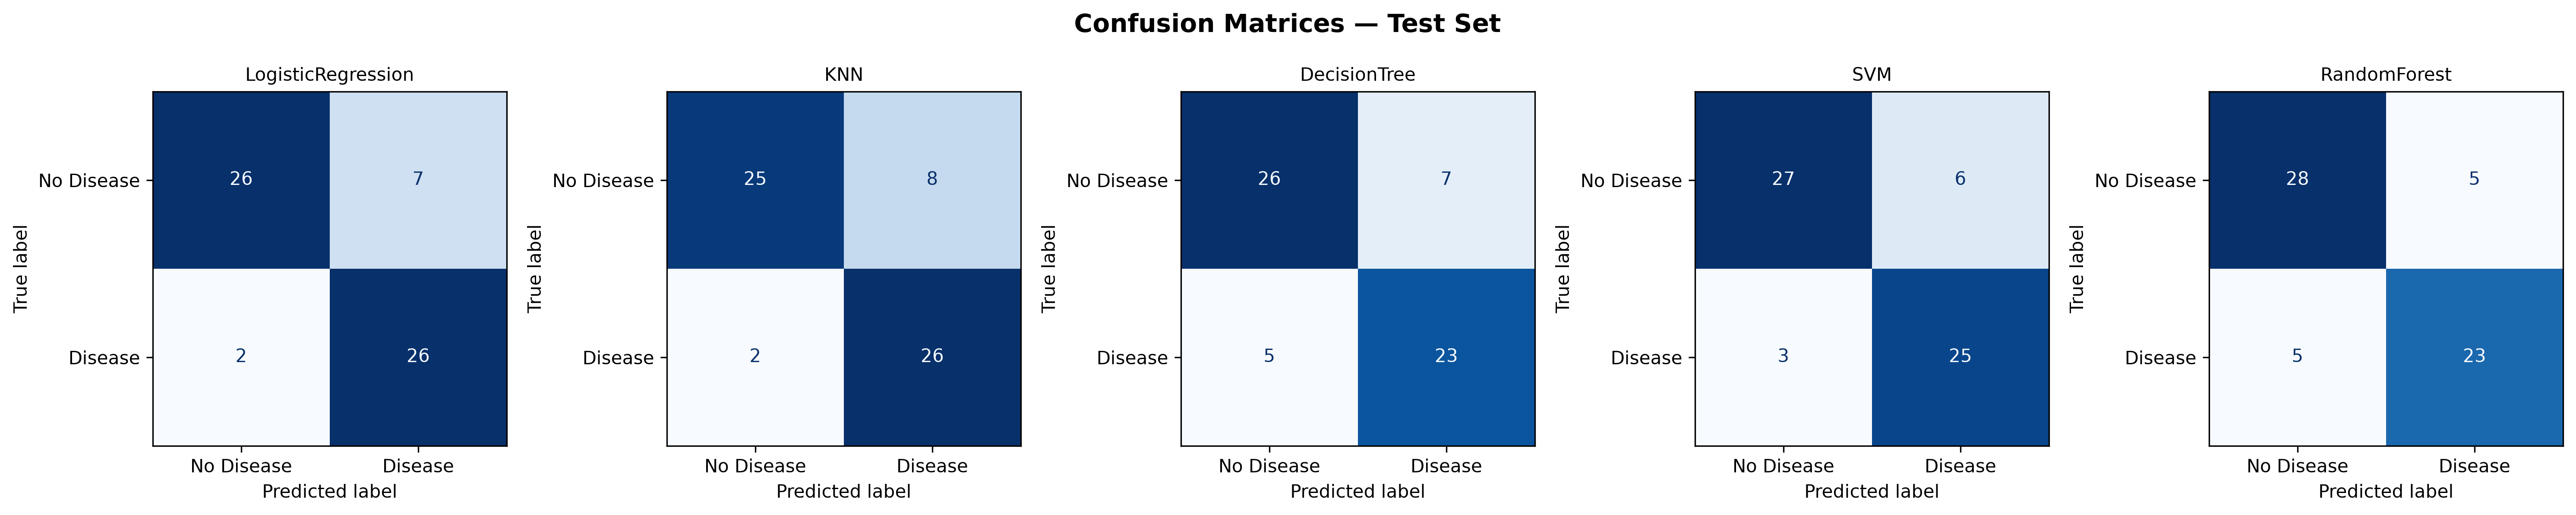 Confusion Matrices — Test Set
LogisticRegression
True label
No Disease
Disease
26 7
2 26
No Disease Disease
Predicted label
KNN
True label
No Disease
Disease
25 8
2 26
No Disease Disease
Predicted label
DecisionTree
True label
No Disease
Disease
26 7
5 23
No Disease Disease
Predicted label
SVM
True label
No Disease
Disease
27 6
3 25
No Disease Disease
Predicted label
RandomForest
True label
No Disease
Disease
28 5
5 23
No Disease Disease
Predicted label